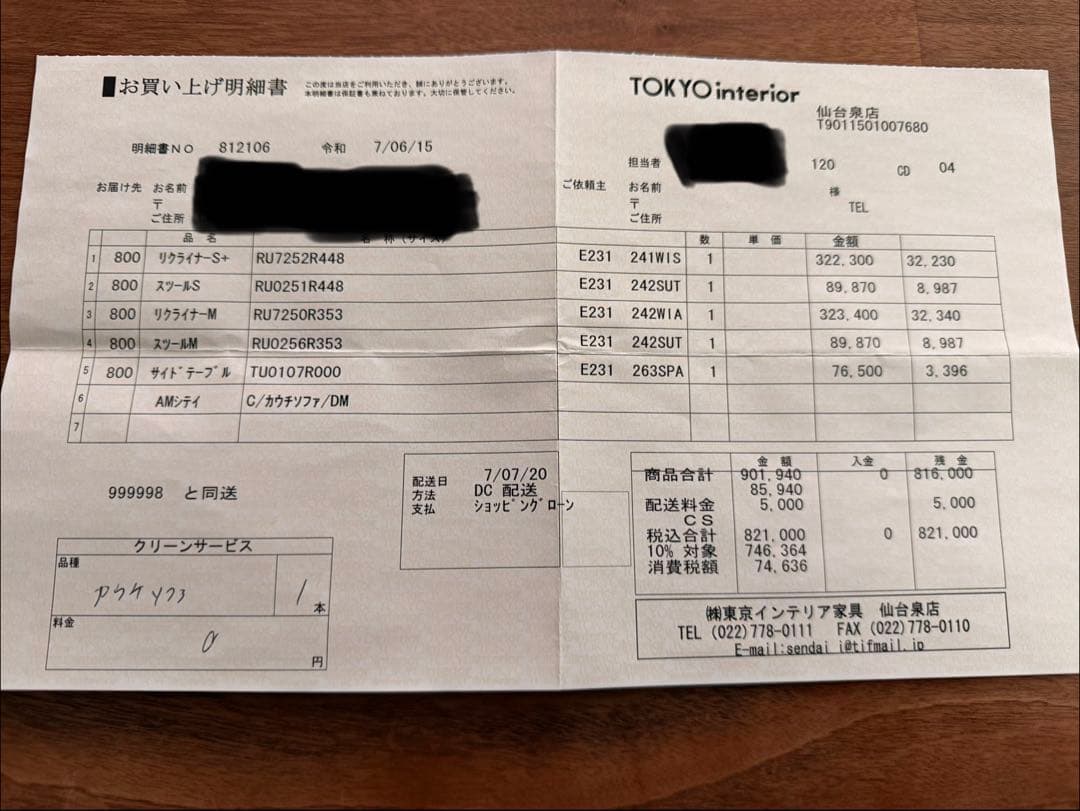 ■お買い上げ明細書
この度は当店をご利用いただき、誠にありがとうございます。
本明細書は保証書も兼ねております。大切に保管してください。
TOKYO interior
仙台泉店
T9011501007680
明細書NO 812106 令和 7/06/15
担当者 120 CD 04
お届け先 お名前
〒
ご住所
ご依頼主 お名前 様
〒 TEL
ご住所
品名 名称(サイズ) 数 単価 金額
1 800 リクライナーS+ RU7252R448 E231 241WIS 1 322,300 32,230
2 800 スツールS RU0251R448 E231 242SUT 1 89,870 8,987
3 800 リクライナーM RU7250R353 E231 242WIA 1 323,400 32,340
4 800 スツールM RU0256R353 E231 242SUT 1 89,870 8,987
5 800 サイドテーブル TU0107R000 E231 263SPA 1 76,500 3,396
6 AMシテイ C/カウチソファ/DM
7
999998 と同送
配送日 7/07/20
方法 DC 配送
支払 ショッピングローン
金額 入金 残金
商品合計 901,940 0 816,000
85,940
配送料金 5,000 5,000
CS
税込合計 821,000 0 821,000
10% 対象 746,364
消費税額 74,636
クリーンサービス
品種
1本
料金
0円
㈱東京インテリア家具 仙台泉店
TEL (022)778-0111 FAX (022)778-0110
E-mail:sendai_i@tifmail.jp